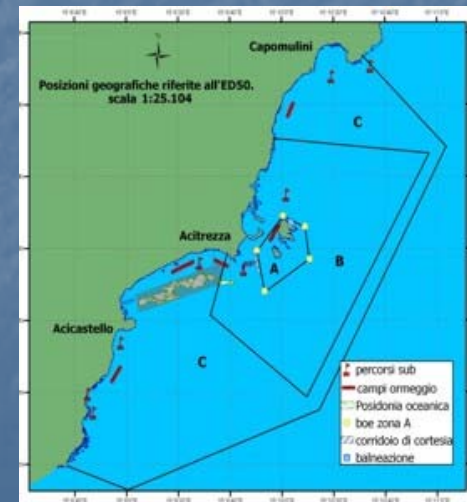 Capomulini
Posizioni geografiche riferite all'ED50.
scala 1:25.104
C
Acitrezza
A
B
Acicastello
C
percorsi sub
campi ormeggio
Posidonia oceanica
boe zona A
corridoio di cortesia
balneazione